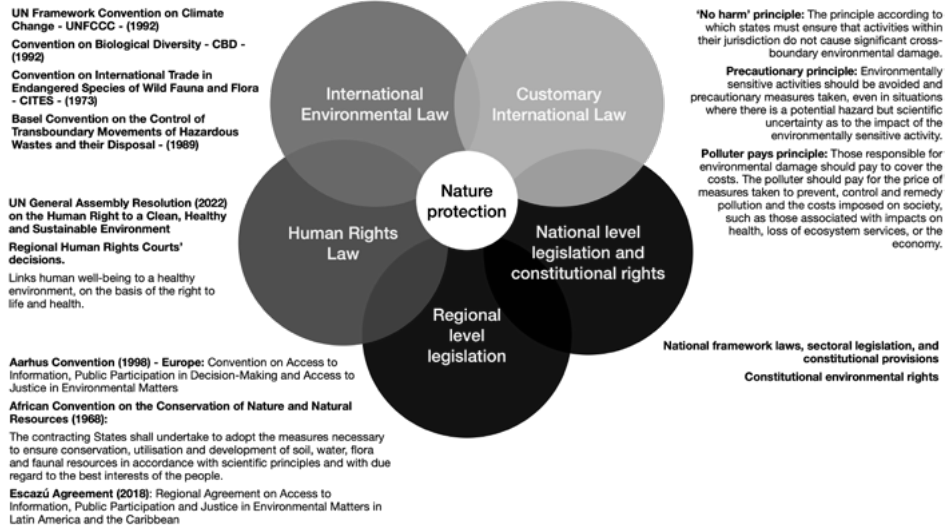 UN Framework Convention on Climate
Change - UNFCCC - (1992)
Convention on Biological Diversity - CBD -
(1992)
Convention on International Trade in
Endangered Species of Wild Fauna and Flora
- CITES - (1973)
Basel Convention on the Control of
Transboundary Movements of Hazardous
Wastes and their Disposal - (1989)
International
Environmental Law
Customary
International Law
'No harm' principle: The principle according to
which states must ensure that activities within
their jurisdiction do not cause significant cross-
boundary environmental damage.
Precautionary principle: Environmentally
sensitive activities should be avoided and
precautionary measures taken, even in situations
where there is a potential hazard but scientific
uncertainty as to the impact of the
environmentally sensitive activity.
Polluter pays principle: Those responsible for
environmental damage should pay to cover the
costs. The polluter should pay for the price of
measures taken to prevent, control and remedy
pollution and the costs imposed on society,
such as those associated with impacts on
health, loss of ecosystem services, or the
economy.
Nature
protection
UN General Assembly Resolution (2022)
on the Human Right to a Clean, Healthy
and Sustainable Environment
Regional Human Rights Courts'
decisions.
Links human well-being to a healthy
environment, on the basis of the right to
life and health.
Human Rights
Law
National level
legislation and
constitutional rights
Regional
level
legislation
National framework laws, sectoral legislation, and
constitutional provisions
Constitutional environmental rights
Aarhus Convention (1998) - Europe: Convention on Access to
Information, Public Participation in Decision-Making and Access to
Justice in Environmental Matters
African Convention on the Conservation of Nature and Natural
Resources (1968):
The contracting States shall undertake to adopt the measures necessary
to ensure conservation, utilisation and development of soil, water, flora
and faunal resources in accordance with scientific principles and with due
regard to the best interests of the people.
Escazú Agreement (2018): Regional Agreement on Access to
Information, Public Participation and Justice in Environmental Matters in
Latin America and the Caribbean